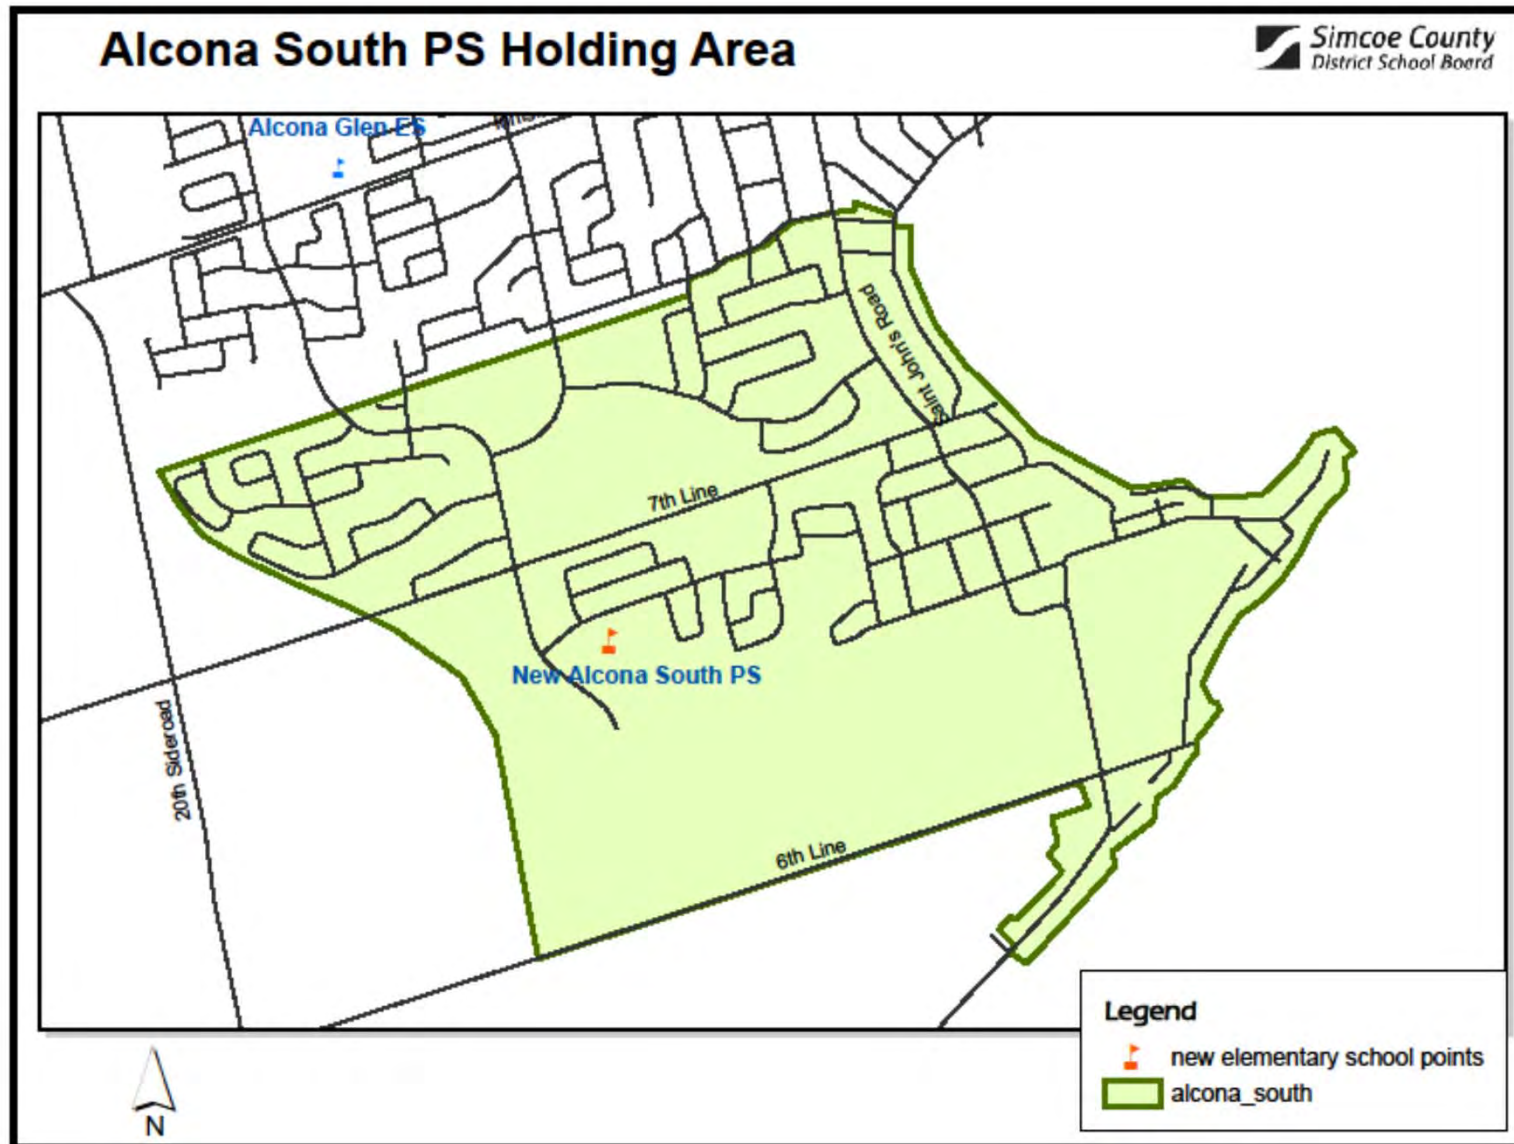 Alcona South PS Holding Area
Simcoe County
District School Board
Alcona Glen ES
Saint John's Road
7th Line
New Alcona South PS
20th Sideroad
6th Line
Legend
new elementary school points
alcona_south
N